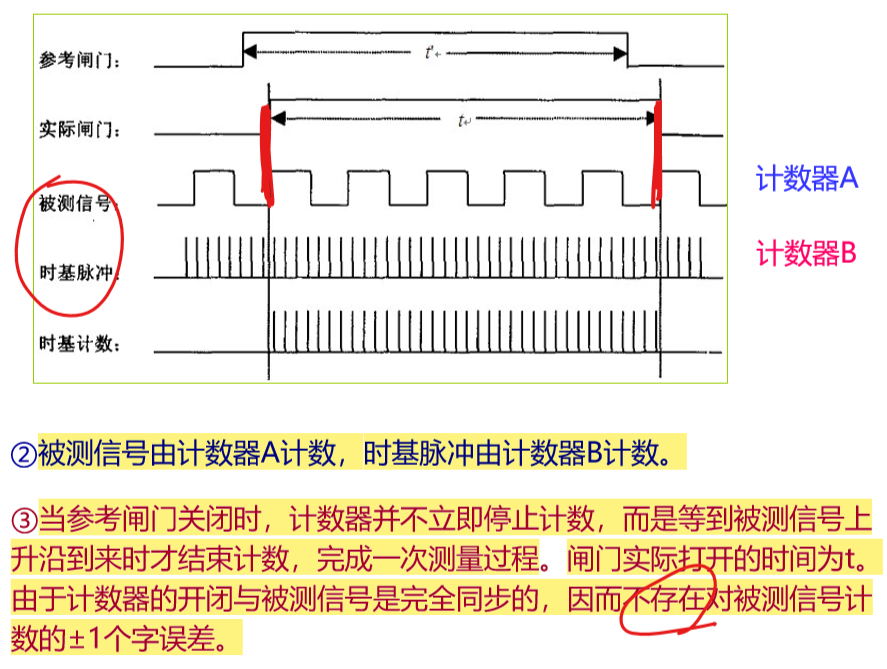 参考闸门：
t'
实际闸门：
t
被测信号：
计数器A
时基脉冲：
计数器B
时基计数：
②被测信号由计数器A计数，时基脉冲由计数器B计数。
③当参考闸门关闭时，计数器并不立即停止计数，而是等到被测信号上
升沿到来时才结束计数，完成一次测量过程。闸门实际打开的时间为t。
由于计数器的开闭与被测信号是完全同步的，因而不存在对被测信号计
数的±1个字误差。